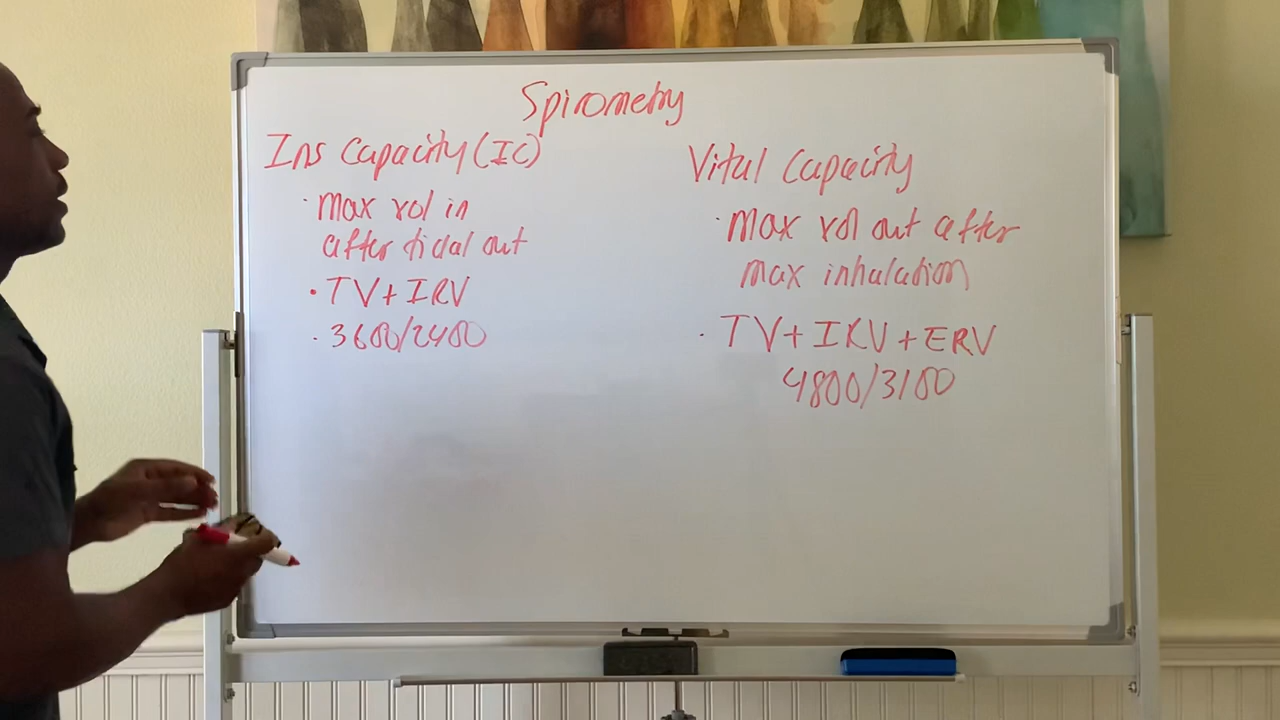 Spirometry
Ins Capacity (IC)
· Max vol in
after tidal out
· TV + IRV
· 3600/2400
Vital Capacity
· Max vol out after
max inhalation
· TV + IRV + ERV
4800/3100